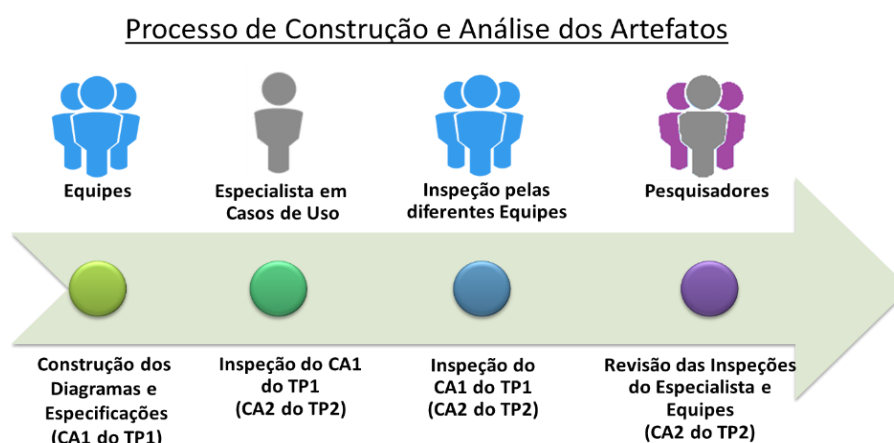 Processo de Construção e Análise dos Artefatos
Equipes
Especialista em
Casos de Uso
Inspeção pelas
diferentes Equipes
Pesquisadores
Construção dos
Diagramas e
Especificações
(CA1 do TP1)
Inspeção do CA1
do TP1
(CA2 do TP2)
Inspeção do
CA1 do TP1
(CA2 do TP2)
Revisão das Inspeções
do Especialista e
Equipes
(CA2 do TP2)